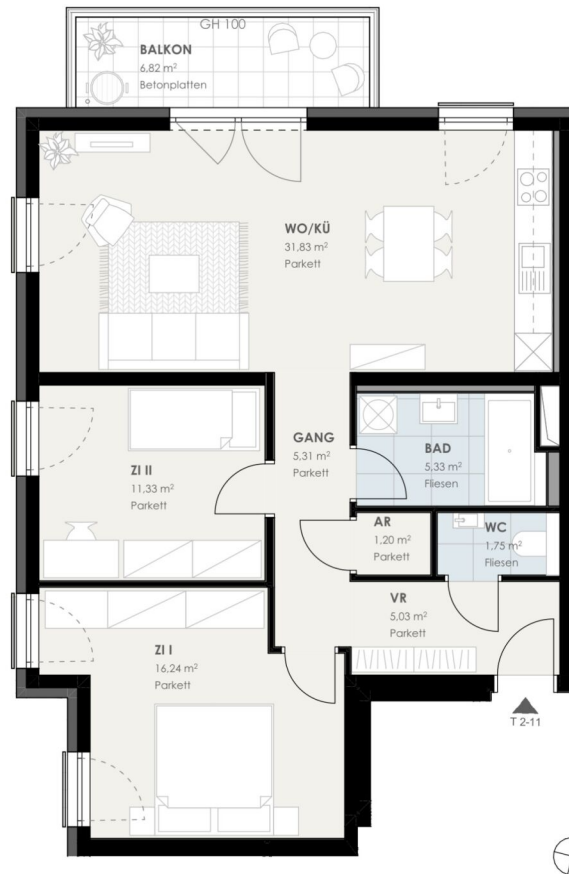 GH 100
BALKON
6,82 m²
Betonplatten
WO/KÜ
31,83 m²
Parkett
GANG
5,31 m²
Parkett
BAD
5,33 m²
Fliesen
ZI II
11,33 m²
Parkett
AR
1,20 m²
Parkett
WC
1,75 m²
Fliesen
VR
5,03 m²
Parkett
ZI I
16,24 m²
Parkett
T 2-11